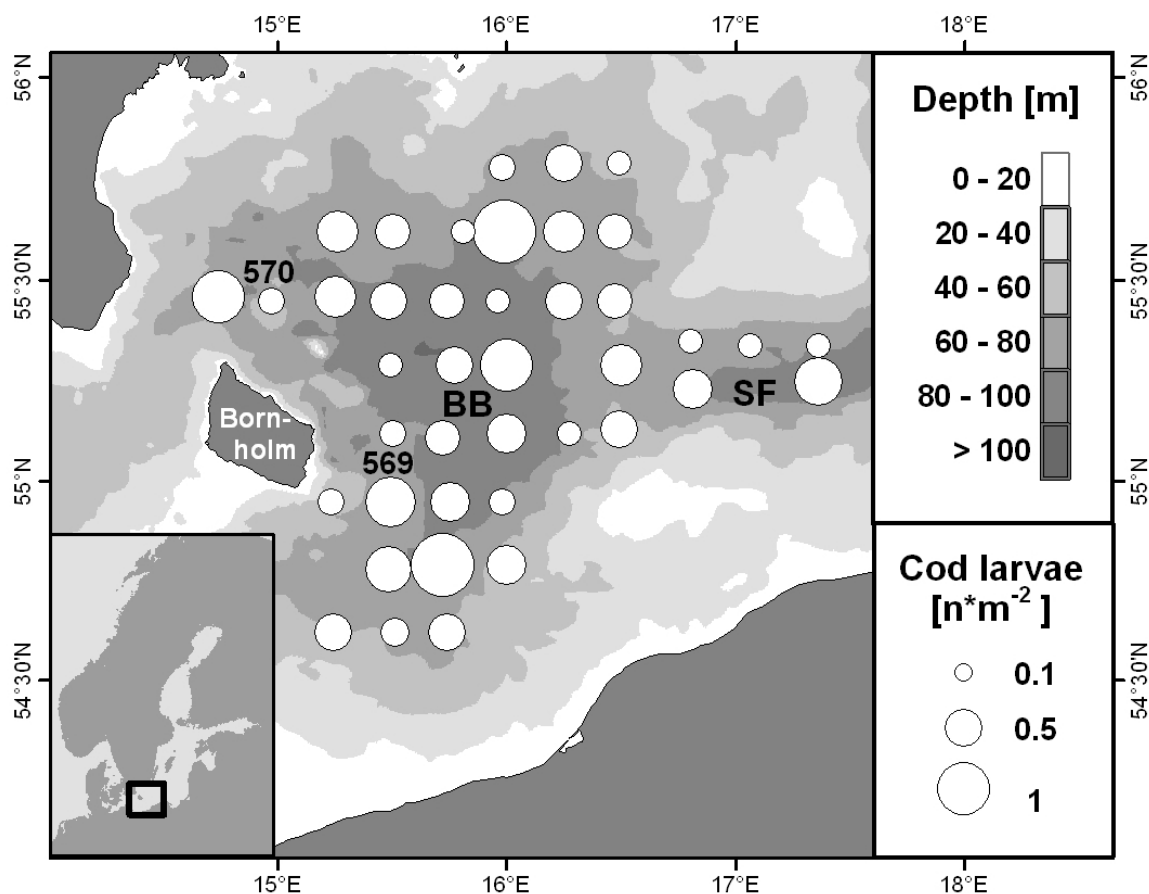 15°E 16°E 17°E 18°E
56°N 56°N
55°30'N 55°30'N
55°N 55°N
54°30'N 54°30'N
570
Born-
holm
BB
569
SF
Depth [m]
0 - 20
20 - 40
40 - 60
60 - 80
80 - 100
> 100
Cod larvae
[n*m⁻² ]
0.1
0.5
1
15°E 16°E 17°E 18°E